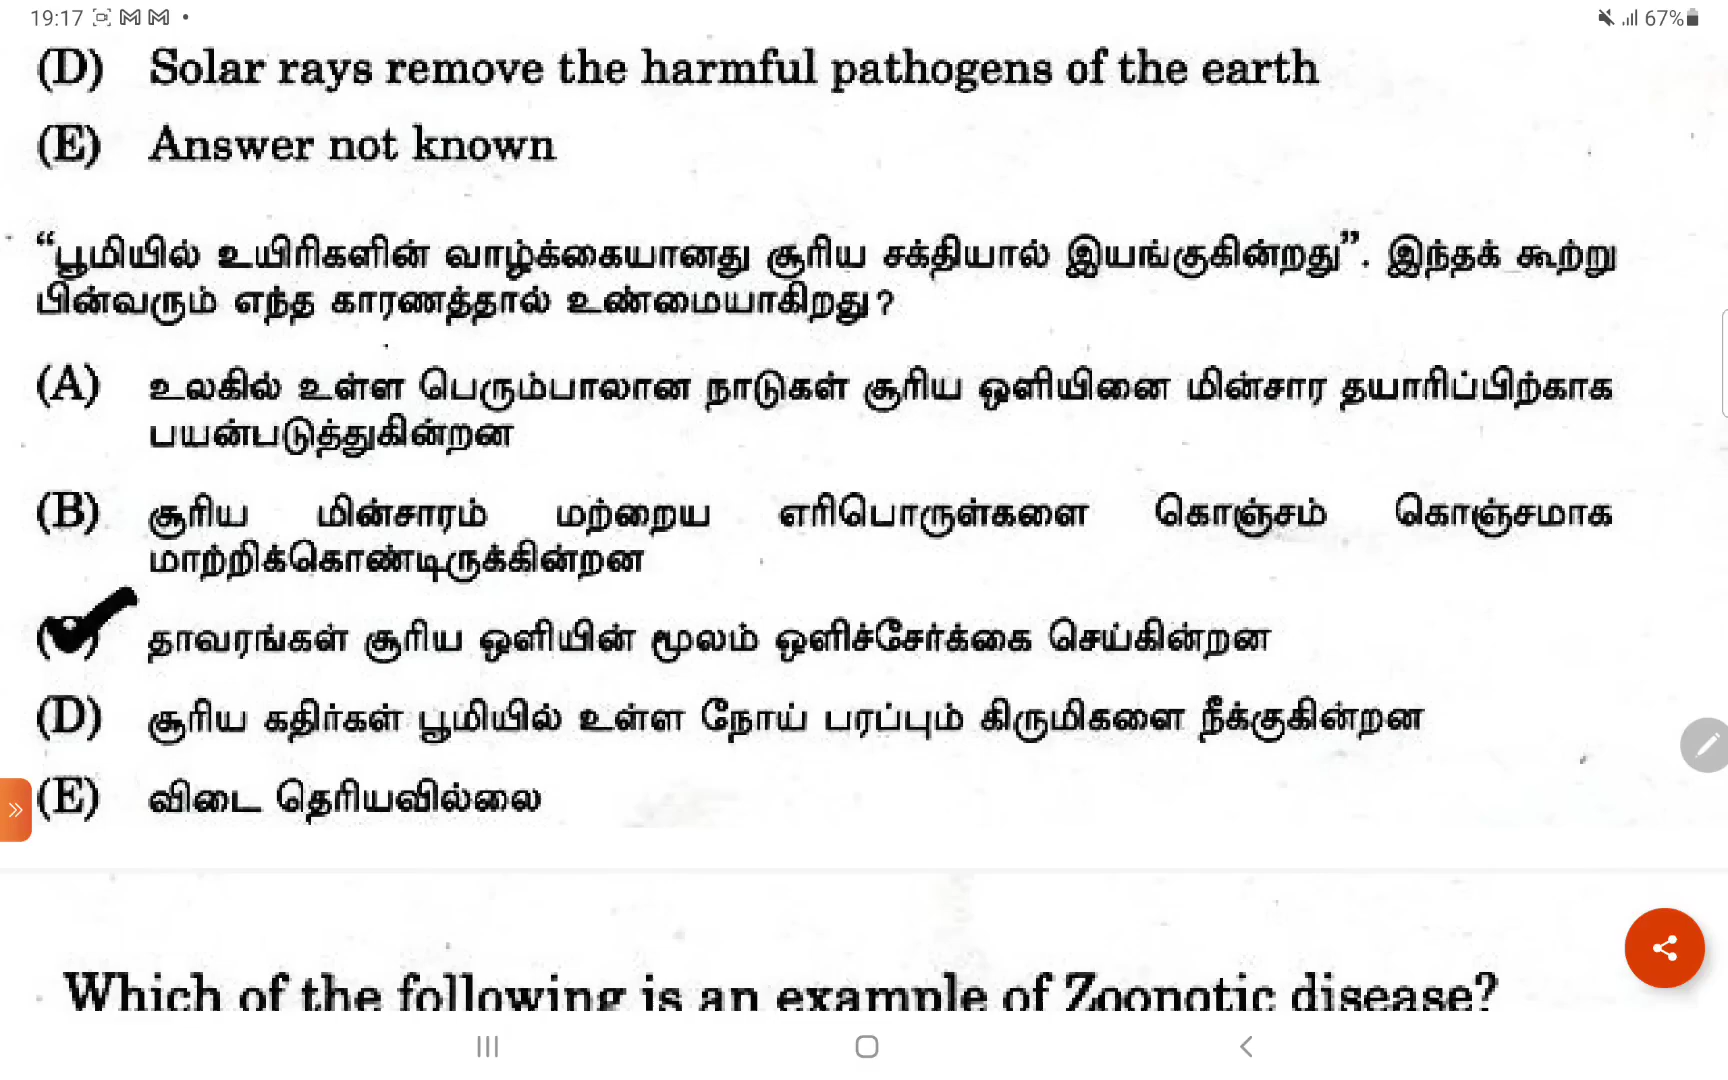 19:17
67%
(D) Solar rays remove the harmful pathogens of the earth
(E) Answer not known
“பூமியில் உயிரிகளின் வாழ்க்கையானது சூரிய சக்தியால் இயங்குகின்றது”. இந்தக் கூற்று
பின்வரும் எந்த காரணத்தால் உண்மையாகிறது?
(A) உலகில் உள்ள பெரும்பாலான நாடுகள் சூரிய ஒளியினை மின்சார தயாரிப்பிற்காக
பயன்படுத்துகின்றன
(B) சூரிய மின்சாரம் மற்றைய எரிபொருள்களை கொஞ்சம் கொஞ்சமாக
மாற்றிக்கொண்டிருக்கின்றன
தாவரங்கள் சூரிய ஒளியின் மூலம் ஒளிச்சேர்க்கை செய்கின்றன
(D) சூரிய கதிர்கள் பூமியில் உள்ள நோய் பரப்பும் கிருமிகளை நீக்குகின்றன
(E) விடை தெரியவில்லை
Which of the following is an example of Zoonotic disease?